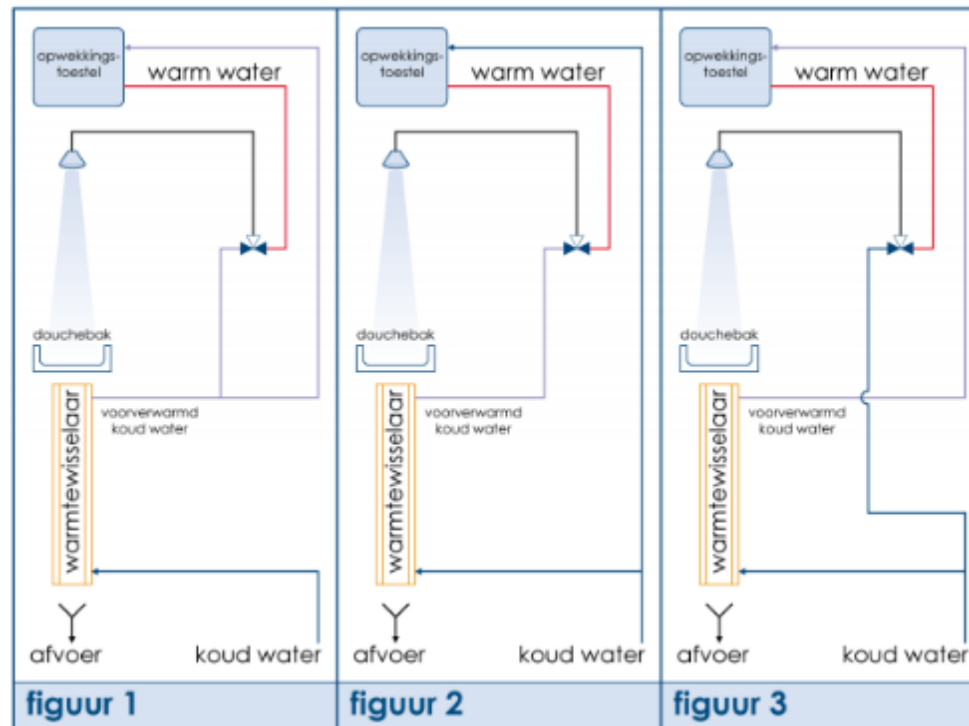 opwekkings-
toestel
warm water
douchebak
voorverwarmd
koud water
warmtewisselaar
afvoer
koud water
figuur 1
opwekkings-
toestel
warm water
douchebak
voorverwarmd
koud water
warmtewisselaar
afvoer
koud water
figuur 2
opwekkings-
toestel
warm water
douchebak
voorverwarmd
koud water
warmtewisselaar
afvoer
koud water
figuur 3